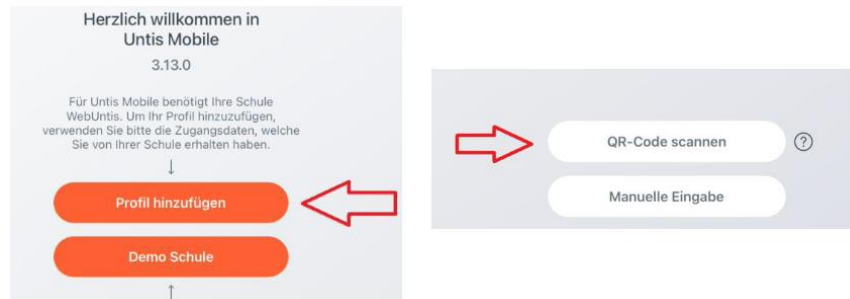 Herzlich willkommen in
Untis Mobile
3.13.0
Für Untis Mobile benötigt Ihre Schule
WebUntis. Um Ihr Profil hinzuzufügen,
verwenden Sie bitte die Zugangsdaten, welche
Sie von Ihrer Schule erhalten haben.
↓
Profil hinzufügen
Demo Schule
↑
QR-Code scannen
?
Manuelle Eingabe